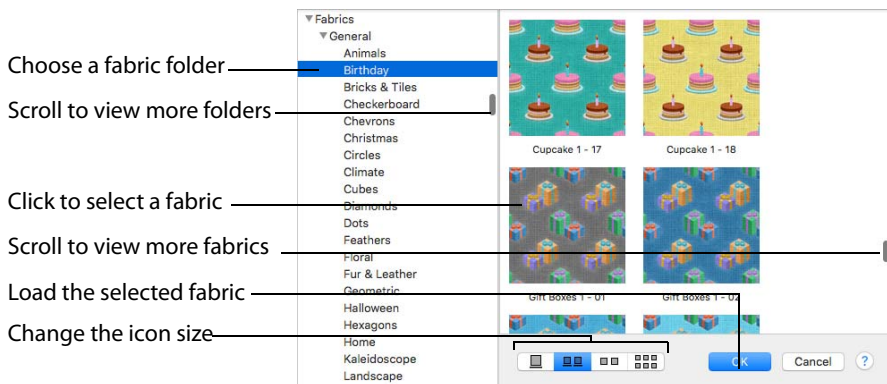 Choose a fabric folder
Scroll to view more folders
Click to select a fabric
Scroll to view more fabrics
Load the selected fabric
Change the icon size
Fabrics
General
Animals
Birthday
Bricks & Tiles
Checkerboard
Chevrons
Christmas
Circles
Climate
Cubes
Diamonds
Dots
Feathers
Floral
Fur & Leather
Geometric
Halloween
Hexagons
Home
Kaleidoscope
Landscape
Cupcake 1 - 17
Cupcake 1 - 18
Gift Boxes 1 - 01
Gift Boxes 1 - 02
OK
Cancel
?